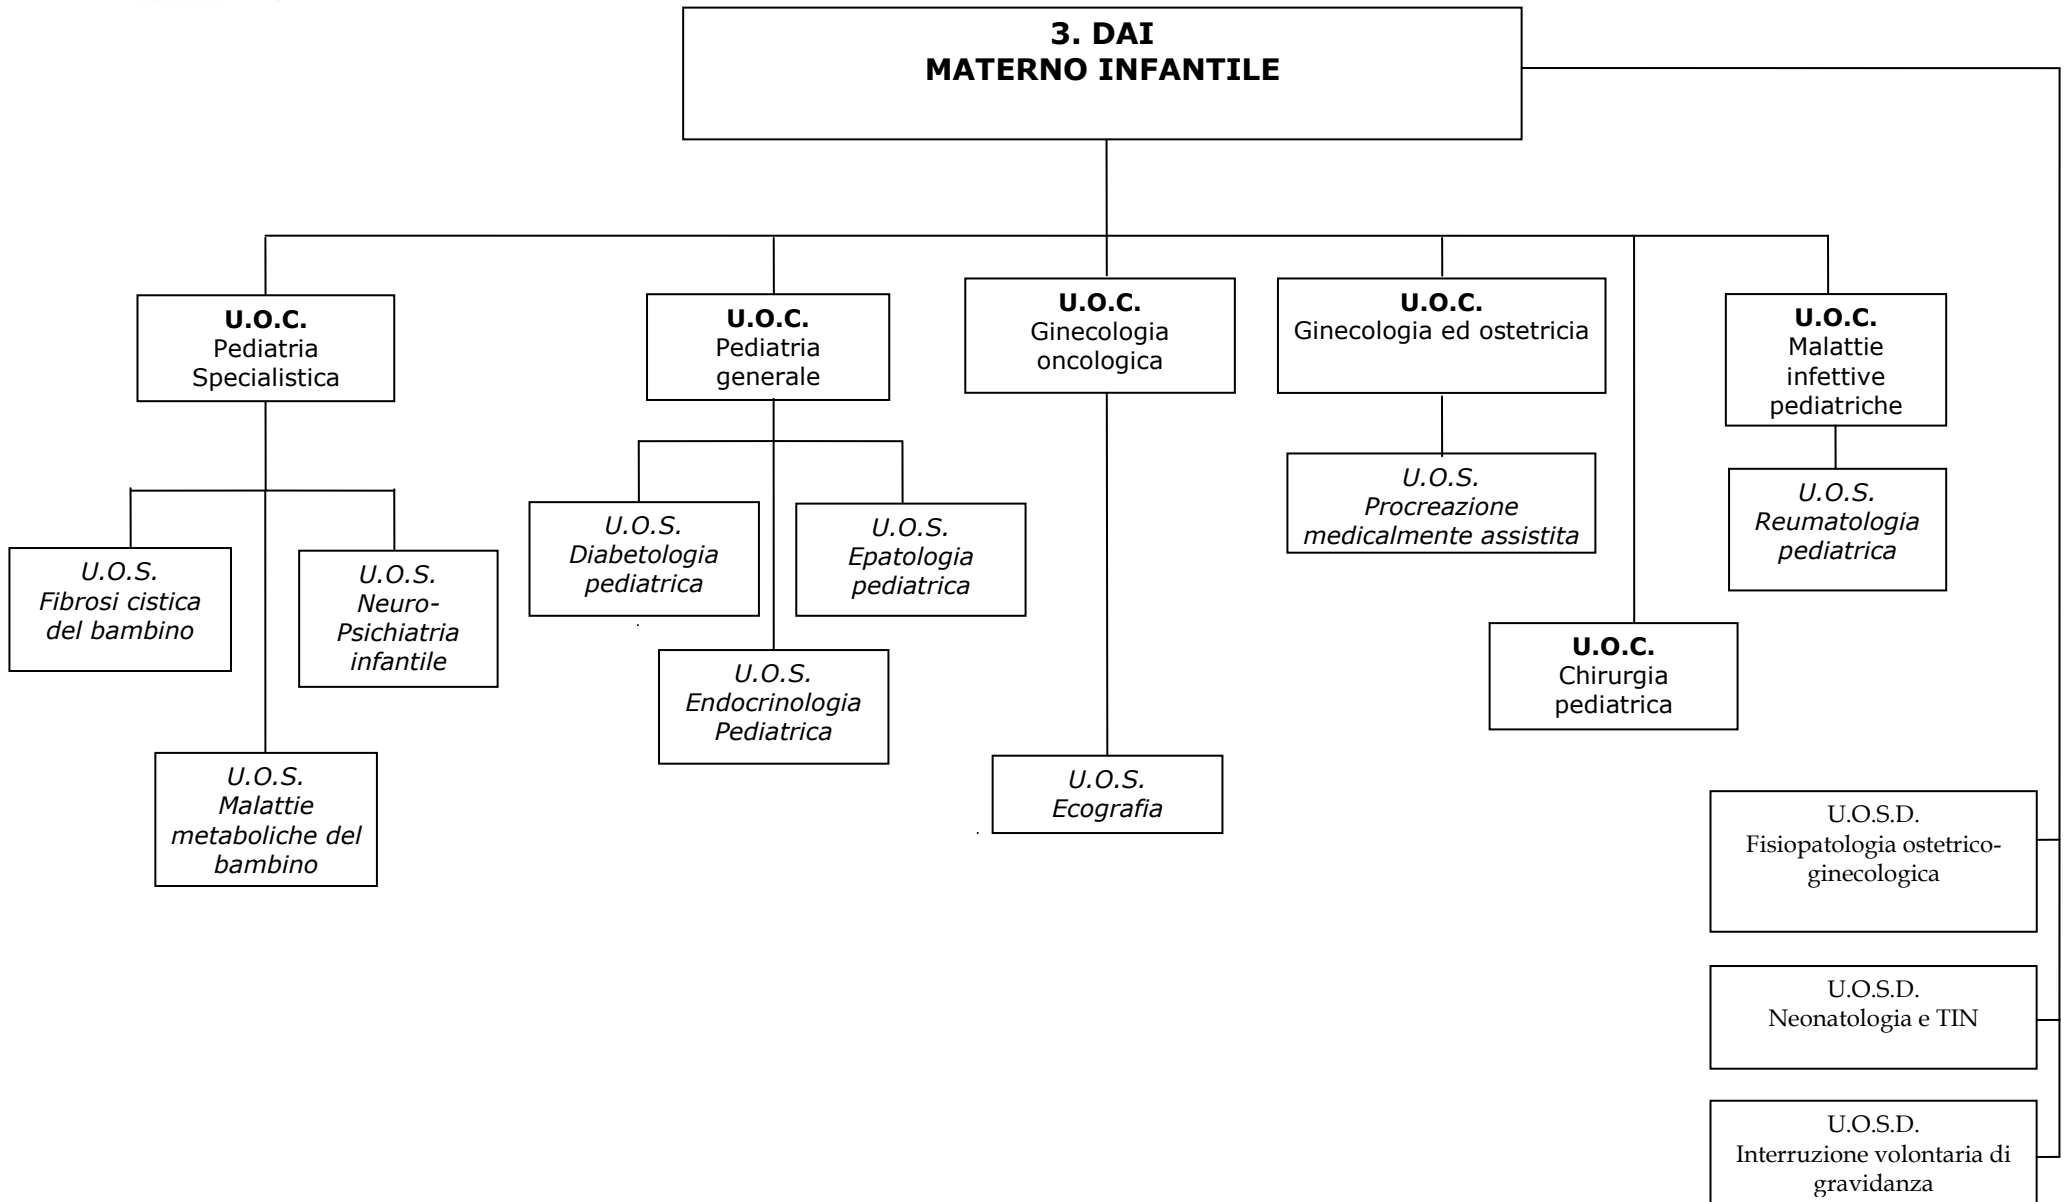 3. DAI
MATERNO INFANTILE
U.O.C.
Pediatria
Specialistica
U.O.C.
Pediatria
generale
U.O.C.
Ginecologia
oncologica
U.O.C.
Ginecologia ed ostetricia
U.O.C.
Malattie
infettive
pediatriche
U.O.S.
Fibrosi cistica
del bambino
U.O.S.
Neuro-
Psichiatria
infantile
U.O.S.
Diabetologia
pediatrica
U.O.S.
Epatologia
pediatrica
U.O.S.
Procreazione
medicalmente assistita
U.O.S.
Reumatologia
pediatrica
U.O.S.
Endocrinologia
Pediatrica
U.O.C.
Chirurgia
pediatrica
U.O.S.
Malattie
metaboliche del
bambino
U.O.S.
Ecografia
U.O.S.D.
Fisiopatologia ostetrico-
ginecologica
U.O.S.D.
Neonatologia e TIN
U.O.S.D.
Interruzione volontaria di
gravidanza